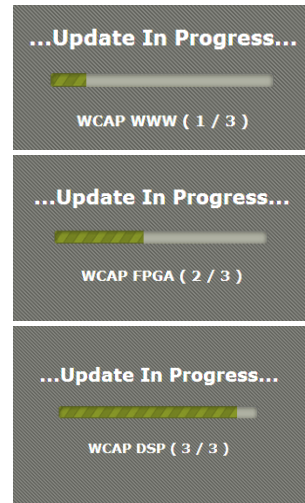 ...Update In Progress...
WCAP WWW ( 1 / 3 )
...Update In Progress...
WCAP FPGA ( 2 / 3 )
...Update In Progress...
WCAP DSP ( 3 / 3 )